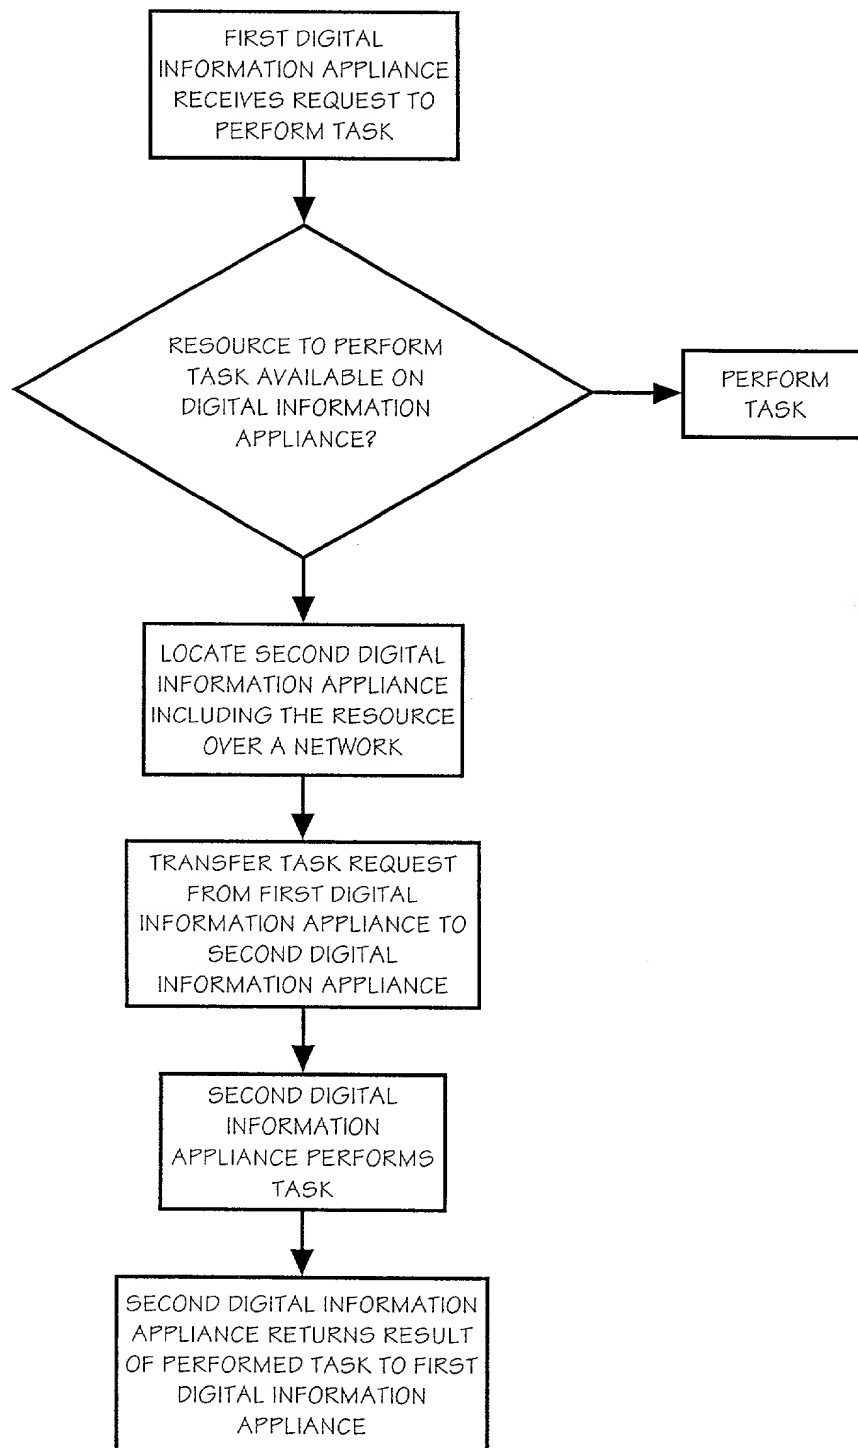 FIRST DIGITAL
INFORMATION APPLIANCE
RECEIVES REQUEST TO
PERFORM TASK
RESOURCE TO PERFORM
TASK AVAILABLE ON
DIGITAL INFORMATION
APPLIANCE?
PERFORM
TASK
LOCATE SECOND DIGITAL
INFORMATION APPLIANCE
INCLUDING THE RESOURCE
OVER A NETWORK
TRANSFER TASK REQUEST
FROM FIRST DIGITAL
INFORMATION APPLIANCE TO
SECOND DIGITAL
INFORMATION APPLIANCE
SECOND DIGITAL
INFORMATION
APPLIANCE PERFORMS
TASK
SECOND DIGITAL INFORMATION
APPLIANCE RETURNS RESULT
OF PERFORMED TASK TO FIRST
DIGITAL INFORMATION
APPLIANCE